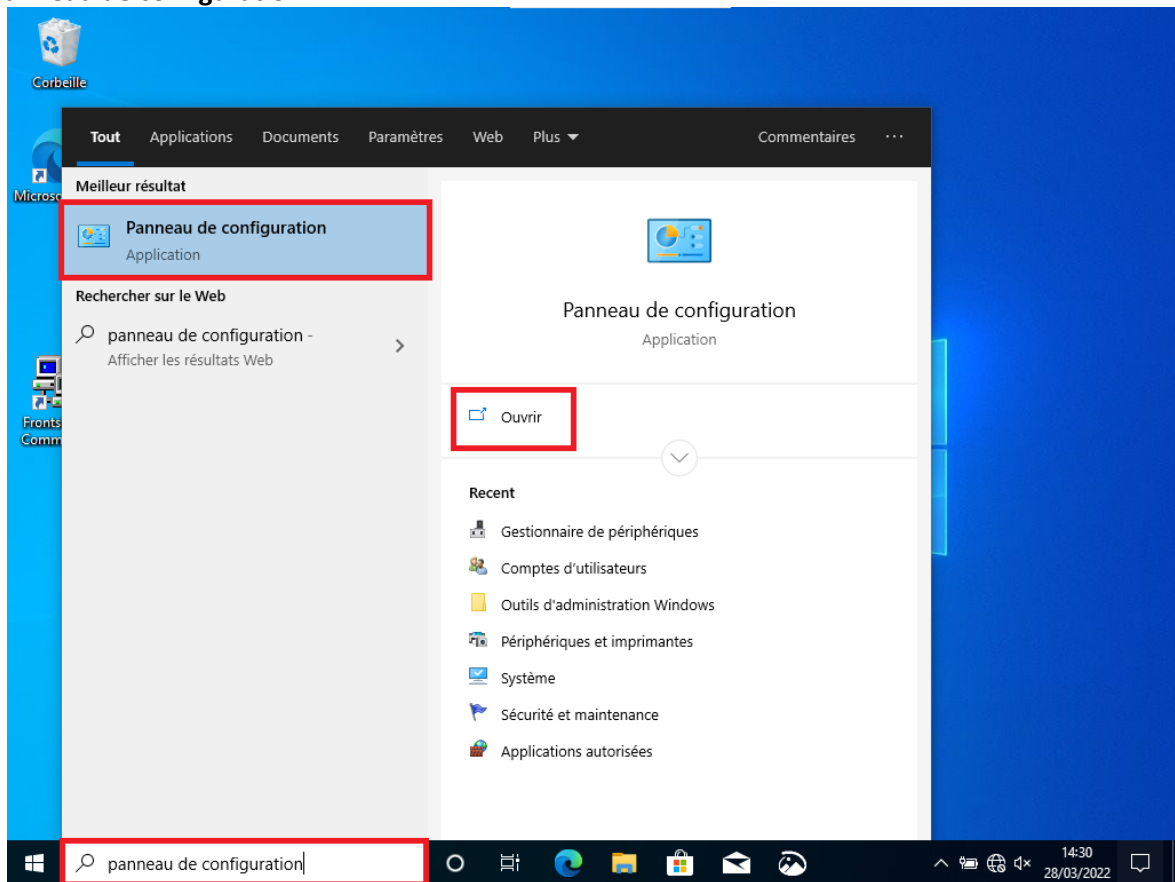 Corbeille
Tout Applications Documents Paramètres Web Plus Commentaires ...
Meilleur résultat
Panneau de configuration
Application
Rechercher sur le Web
panneau de configuration -
Afficher les résultats Web
Panneau de configuration
Application
Ouvrir
Recent
Gestionnaire de périphériques
Comptes d'utilisateurs
Outils d'administration Windows
Périphériques et imprimantes
Système
Sécurité et maintenance
Applications autorisées
panneau de configuration
14:30
28/03/2022